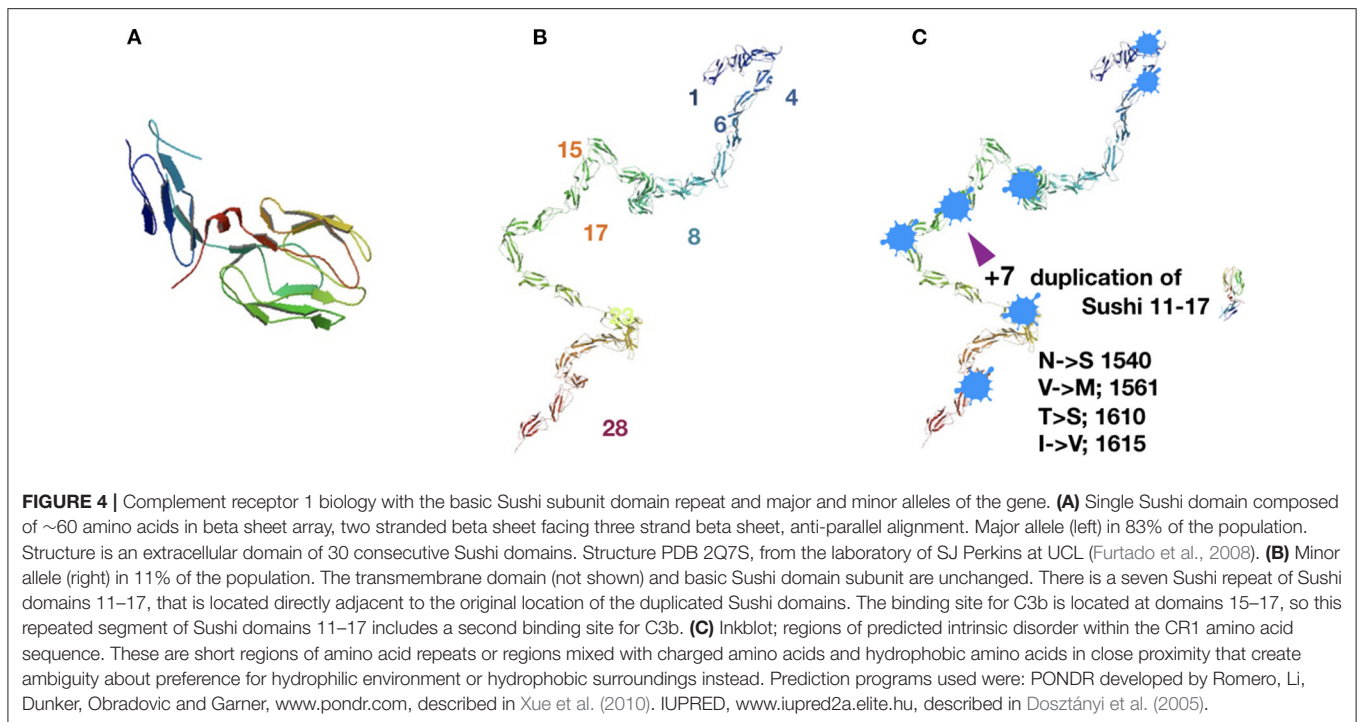 A
B
C
1
4
6
15
17
8
33
28
+7 duplication of
Sushi 11-17
N->S 1540
V->M; 1561
T>S; 1610
I->V; 1615
FIGURE 4 | Complement receptor 1 biology with the basic Sushi subunit domain repeat and major and minor alleles of the gene. (A) Single Sushi domain composed
of ~60 amino acids in beta sheet array, two stranded beta sheet facing three strand beta sheet, anti-parallel alignment. Major allele (left) in 83% of the population.
Structure is an extracellular domain of 30 consecutive Sushi domains. Structure PDB 2Q7S, from the laboratory of SJ Perkins at UCL (Furtado et al., 2008). (B) Minor
allele (right) in 11% of the population. The transmembrane domain (not shown) and basic Sushi domain subunit are unchanged. There is a seven Sushi repeat of Sushi
domains 11–17, that is located directly adjacent to the original location of the duplicated Sushi domains. The binding site for C3b is located at domains 15–17, so this
repeated segment of Sushi domains 11–17 includes a second binding site for C3b. (C) Inkblot; regions of predicted intrinsic disorder within the CR1 amino acid
sequence. These are short regions of amino acid repeats or regions mixed with charged amino acids and hydrophobic amino acids in close proximity that create
ambiguity about preference for hydrophilic environment or hydrophobic surroundings instead. Prediction programs used were: PONDR developed by Romero, Li,
Dunker, Obradovic and Garner, www.pondr.com, described in Xue et al. (2010). IUPRED, www.iupred2a.elite.hu, described in Dosztányi et al. (2005).